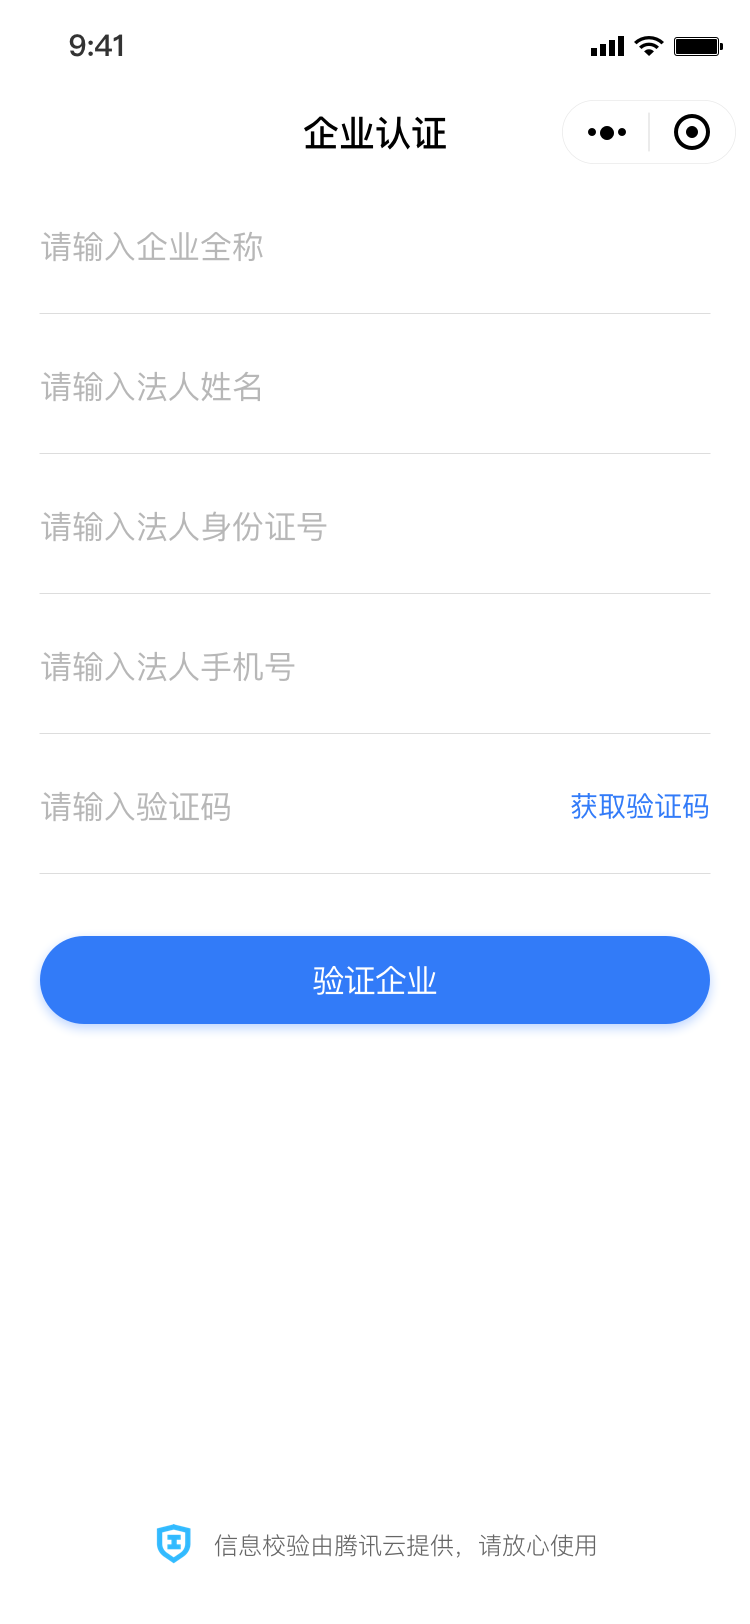 9:41
企业认证
请输入企业全称
请输入法人姓名
请输入法人身份证号
请输入法人手机号
请输入验证码 获取验证码
验证企业
信息校验由腾讯云提供，请放心使用